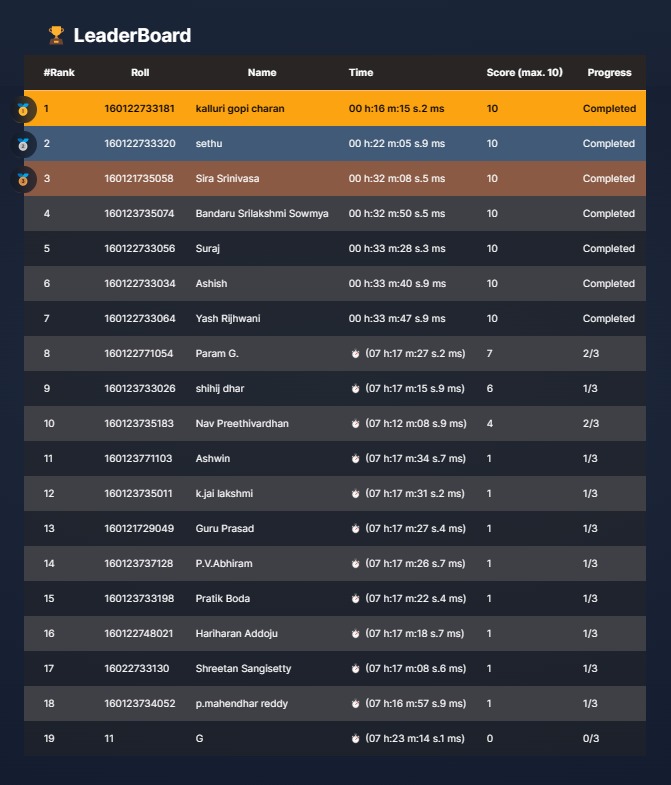 LeaderBoard
#Rank Roll Name Time Score (max. 10) Progress
1 160122733181 kalluri gopi charan 00 h:16 m:15 s.2 ms 10 Completed
2 160122733320 sethu 00 h:22 m:05 s.9 ms 10 Completed
3 160121735058 Sira Srinivasa 00 h:32 m:08 s.5 ms 10 Completed
4 160123735074 Bandaru Srilakshmi Sowmya 00 h:32 m:50 s.5 ms 10 Completed
5 160122733056 Suraj 00 h:33 m:28 s.3 ms 10 Completed
6 160122733034 Ashish 00 h:33 m:40 s.9 ms 10 Completed
7 160122733064 Yash Rijhwani 00 h:33 m:47 s.9 ms 10 Completed
8 160122771054 Param G. (07 h:17 m:27 s.2 ms) 7 2/3
9 160123733026 shihij dhar (07 h:17 m:15 s.9 ms) 6 1/3
10 160123735183 Nav Preethivardhan (07 h:12 m:08 s.9 ms) 4 2/3
11 160123771103 Ashwin (07 h:17 m:34 s.7 ms) 1 1/3
12 160123735011 k.jai lakshmi (07 h:17 m:31 s.2 ms) 1 1/3
13 160121729049 Guru Prasad (07 h:17 m:27 s.4 ms) 1 1/3
14 160123737128 P.V.Abhiram (07 h:17 m:26 s.7 ms) 1 1/3
15 160123733198 Pratik Boda (07 h:17 m:22 s.4 ms) 1 1/3
16 160122748021 Hariharan Addoju (07 h:17 m:18 s.7 ms) 1 1/3
17 16022733130 Shreetan Sangisetty (07 h:17 m:08 s.6 ms) 1 1/3
18 160123734052 p.mahendhar reddy (07 h:16 m:57 s.9 ms) 1 1/3
19 11 G (07 h:23 m:14 s.1 ms) 0 0/3